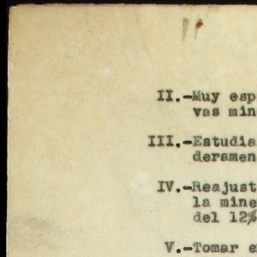 II.-Muy esp
vas min
III.-Estudia
dersmen
IV.-Reajust
la mine
del 12%
V.-Tomar e